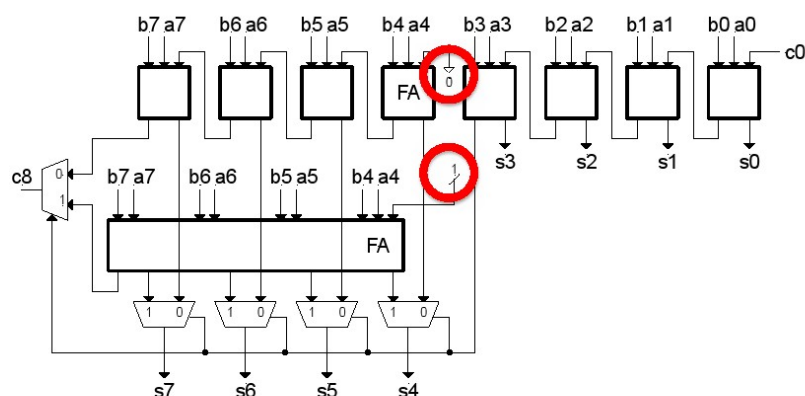 b7 a7 b6 a6 b5 a5 b4 a4 b3 a3 b2 a2 b1 a1 b0 a0
c0
FA 0
s3 s2 s1 s0
1
c8 0 1
b7 a7 b6 a6 b5 a5 b4 a4
FA
1 0 1 0 1 0 1 0
s7 s6 s5 s4